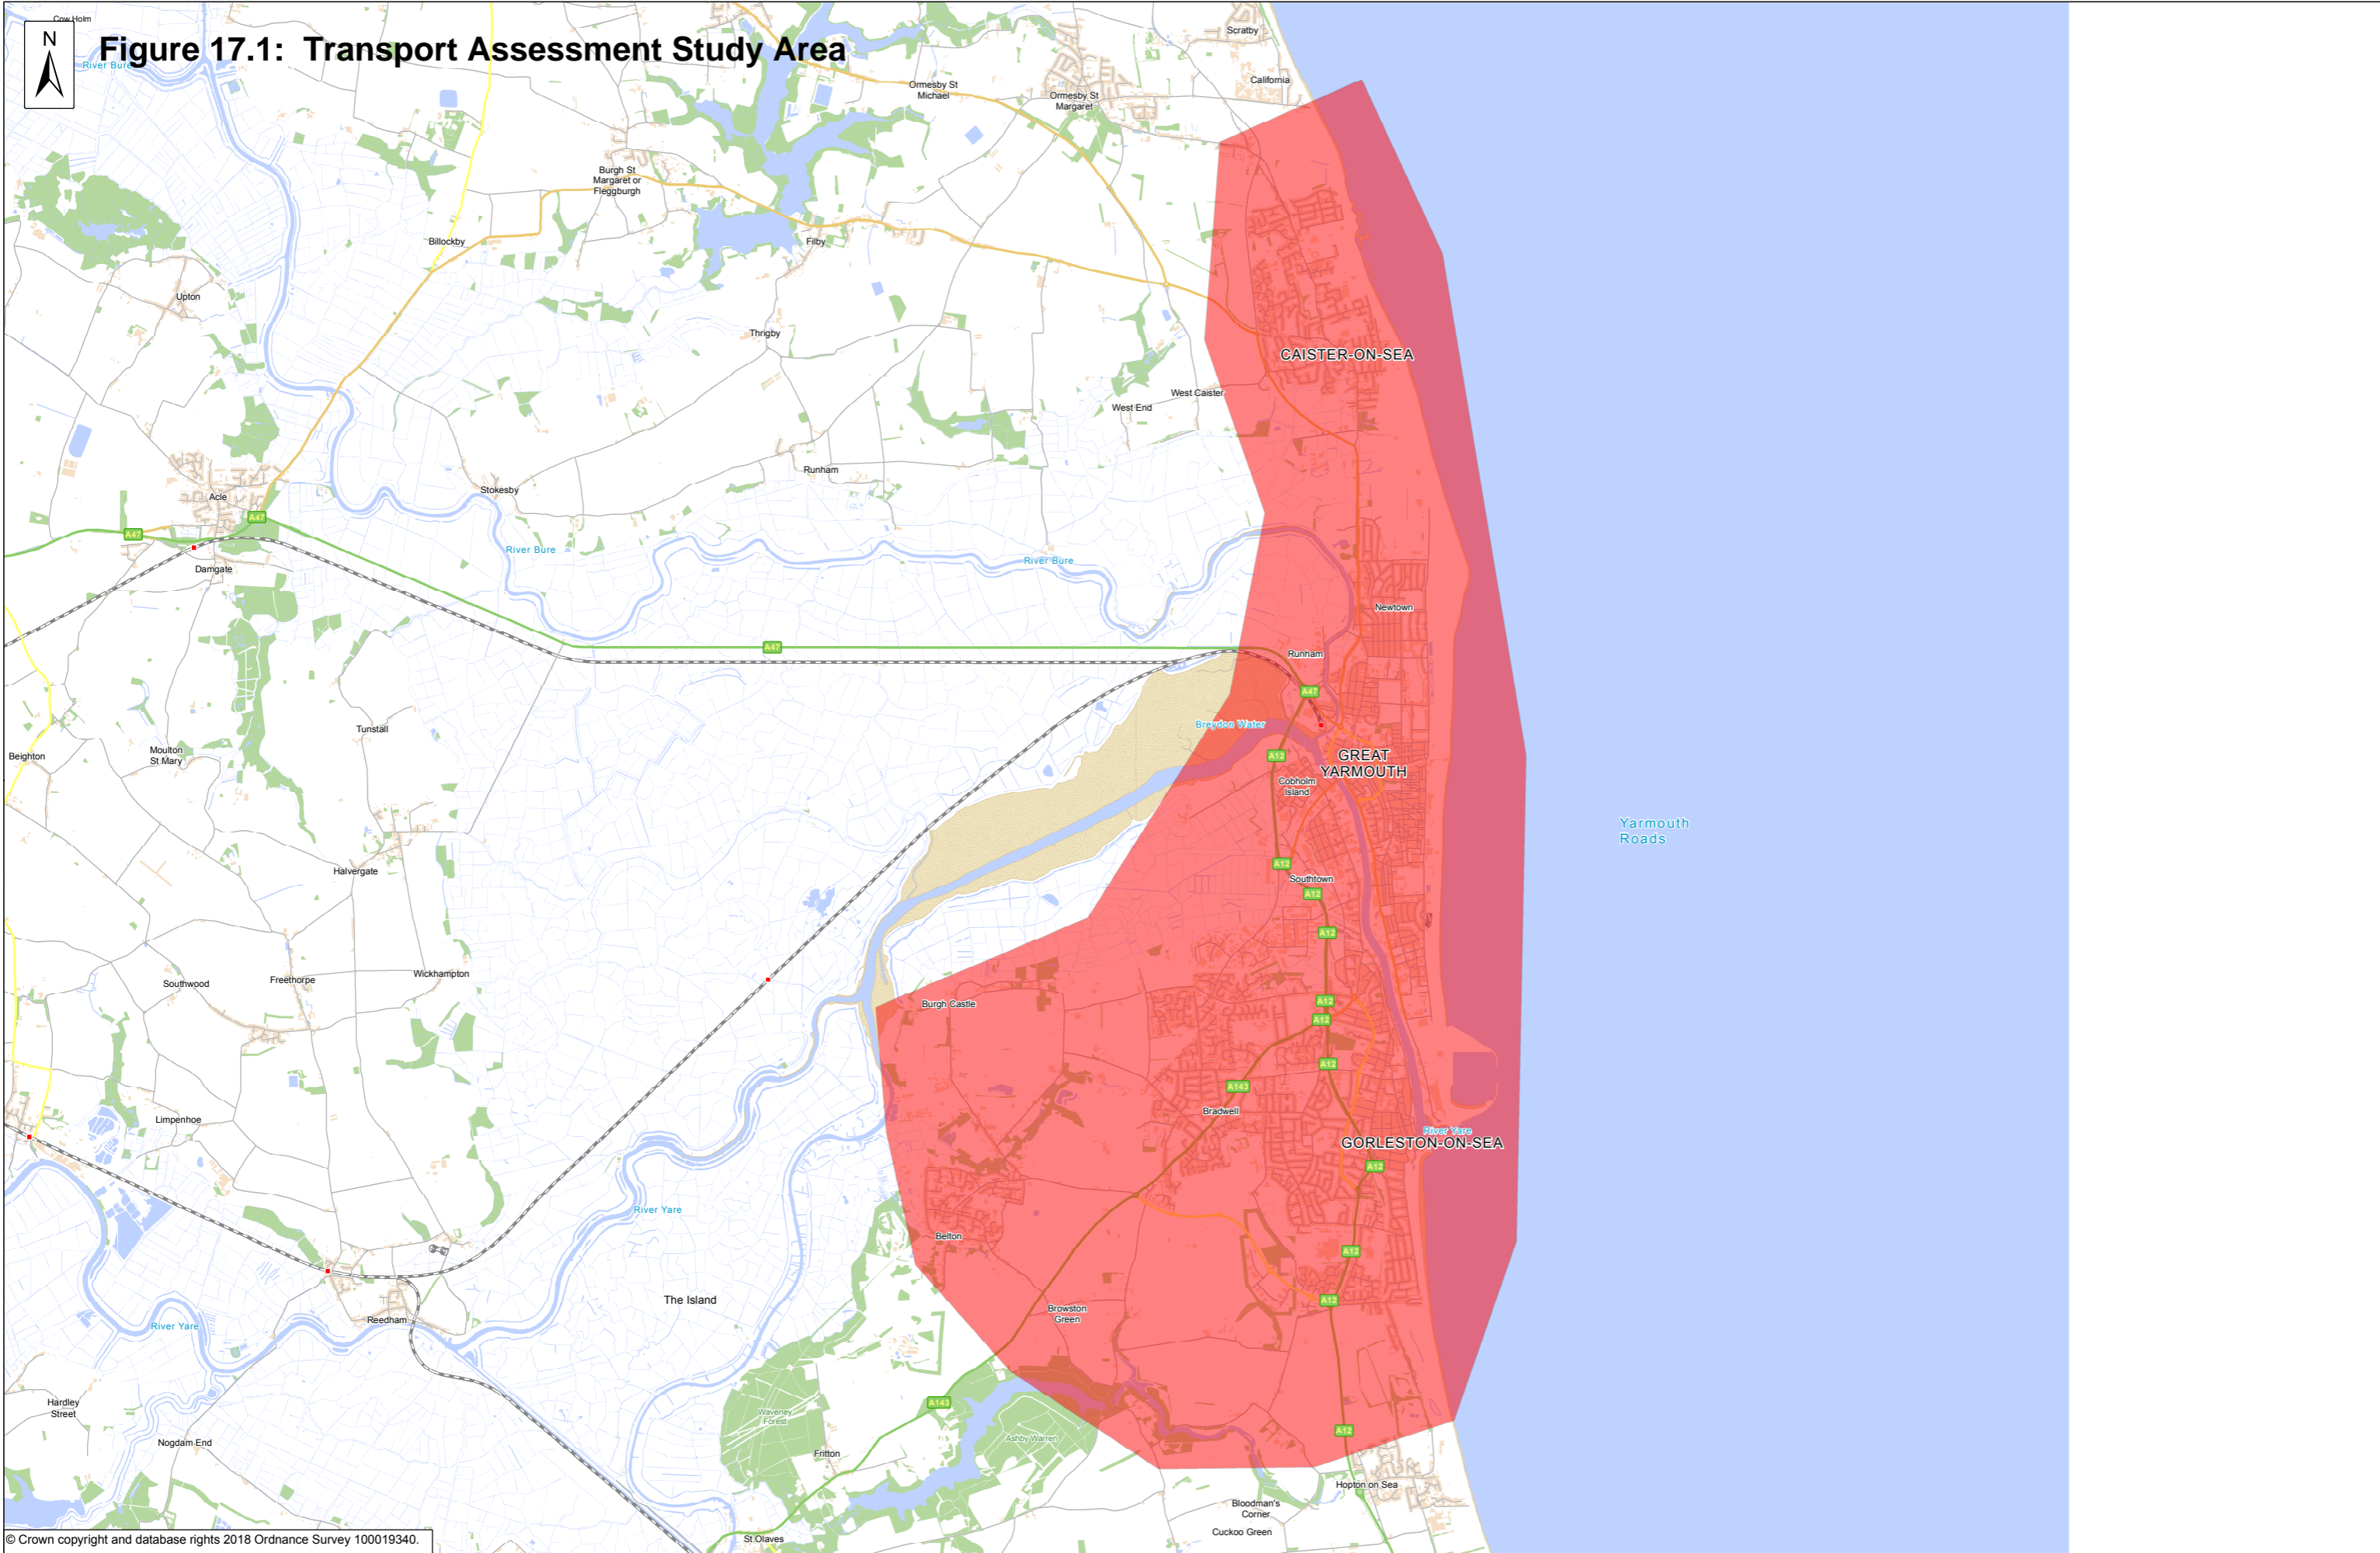 Cow Holm
N
Figure 17.1: Transport Assessment Study Area
River Bure
Scratby
California
Ormesby St
Michael
Ormesby St
Margaret
Burgh St
Margaret or
Fleggburgh
Billockby
Filby
Upton
Thrigby
CAISTER-ON-SEA
West Caister
West End
Runham
Stokesby
Acle
A47
A47
River Bure
River Bure
Damgate
Newtown
A47
Runham
A47
Breydon Water
Tunstall
Beighton
Moulton
St Mary
A12
GREAT
YARMOUTH
Cobholm
Island
Yarmouth
Roads
A12
Southtown
A12
Halvergate
A12
Wickhampton
Freethorpe
Southwood
Burgh Castle
A12
A12
A12
A143
Bradwell
Limpenhoe
River Yare
GORLESTON-ON-SEA
A12
River Yare
Belton
A12
The Island
A12
Browston
Green
Reedham
River Yare
Hardley
Street
A143
Waveney
Forest
Ashby Warren
A12
Nogdam End
Fritton
Hopton on Sea
Bloodman's
Corner
Cuckoo Green
St Olaves
© Crown copyright and database rights 2018 Ordnance Survey 100019340.